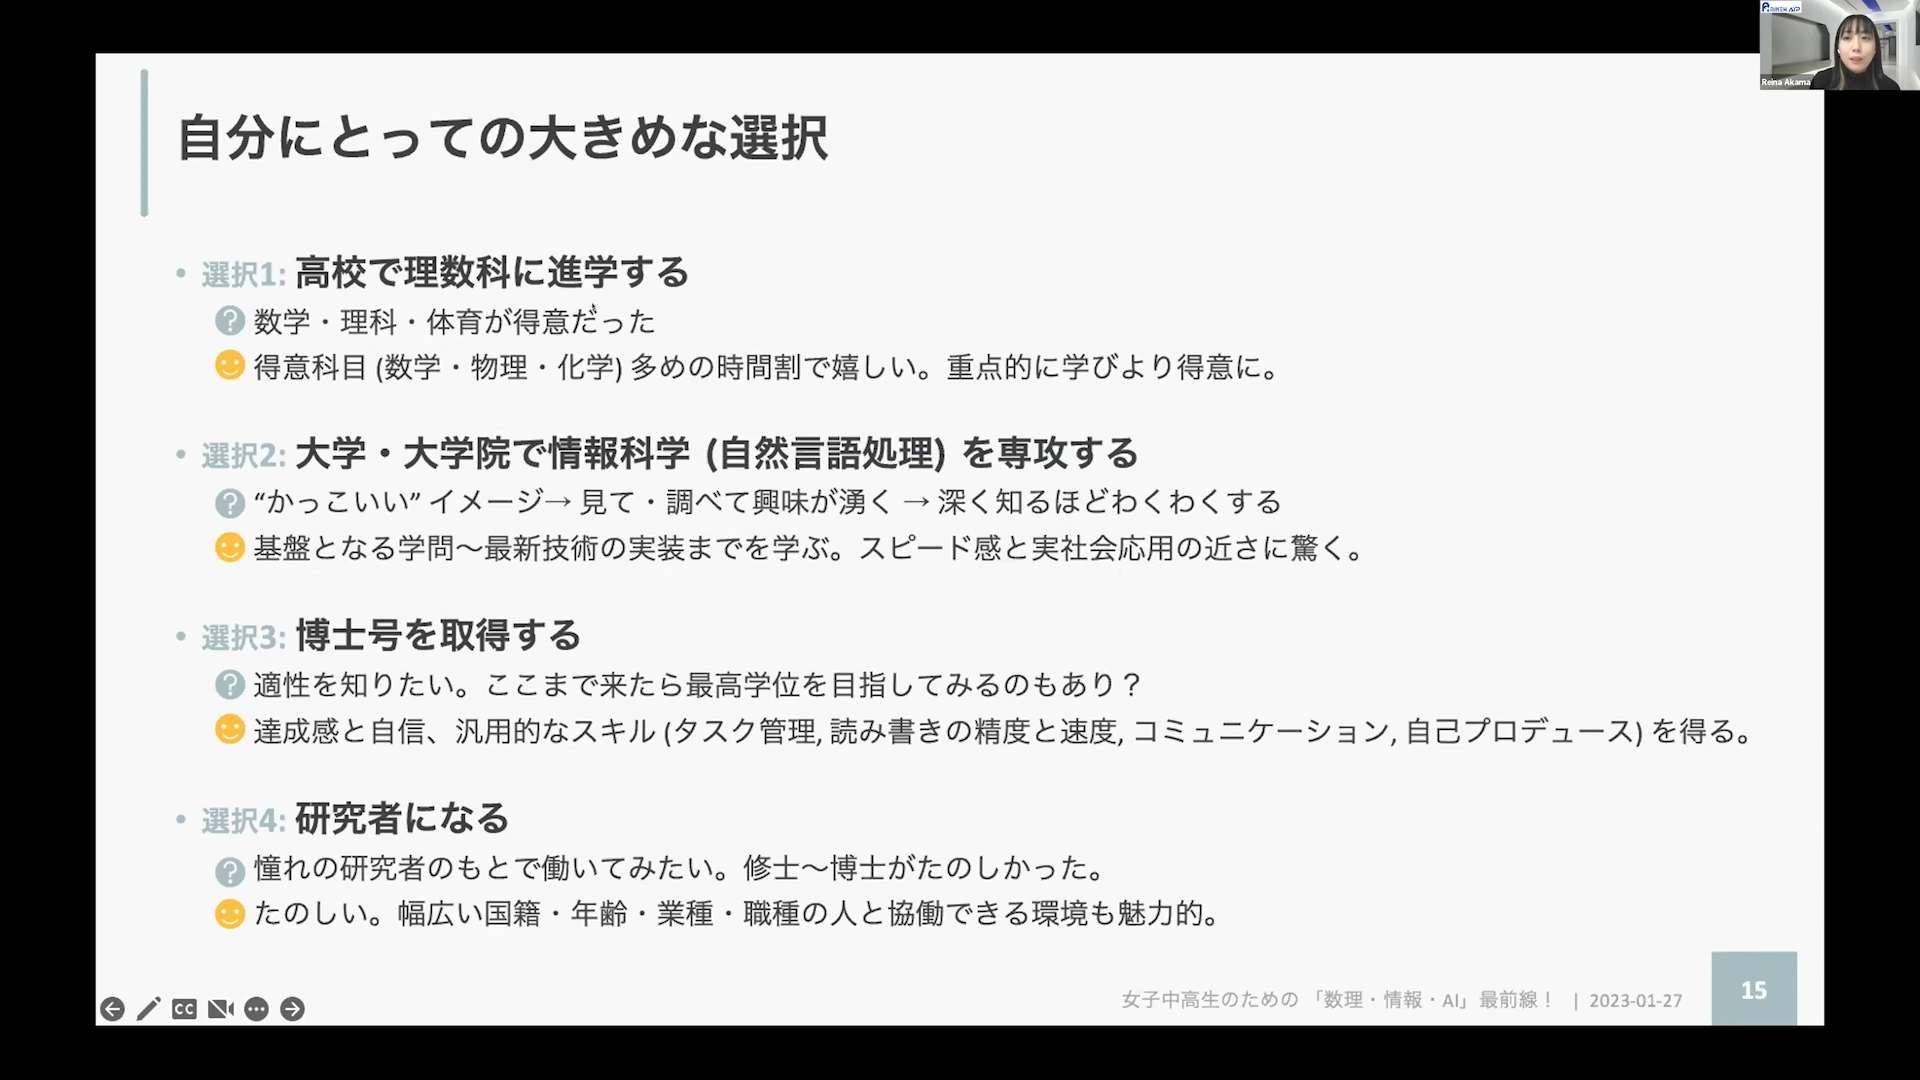 RIKEN AIP
Reina Akama
自分にとっての大きめな選択
• 選択1: 高校で理数科に進学する
? 数学・理科・体育が得意だった
得意科目 (数学・物理・化学) 多めの時間割で嬉しい。重点的に学びより得意に。
• 選択2: 大学・大学院で情報科学 (自然言語処理) を専攻する
? “かっこいい” イメージ→ 見て・調べて興味が湧く → 深く知るほどわくわくする
基盤となる学問〜最新技術の実装までを学ぶ。スピード感と実社会応用の近さに驚く。
• 選択3: 博士号を取得する
? 適性を知りたい。ここまで来たら最高学位を目指してみるのもあり？
達成感と自信、汎用的なスキル (タスク管理, 読み書きの精度と速度, コミュニケーション, 自己プロデュース) を得る。
• 選択4: 研究者になる
? 憧れの研究者のもとで働いてみたい。修士〜博士がたのしかった。
たのしい。幅広い国籍・年齢・業種・職種の人と協働できる環境も魅力的。
CC
女子中高生のための 「数理・情報・AI」最前線！ | 2023-01-27
15